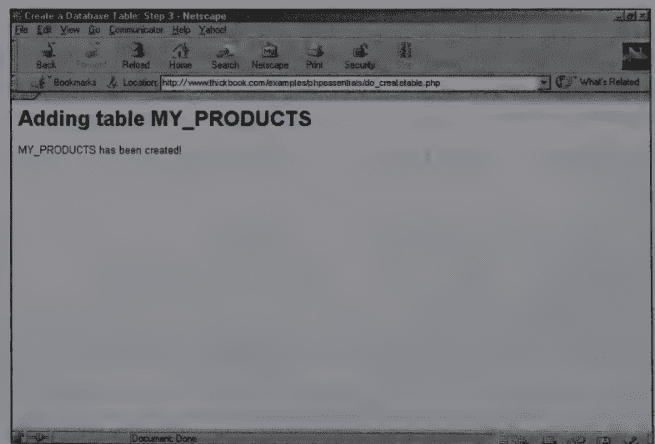 Create a Database Table: Step 3 - Netscape
File Edit View Go Communicator Help Yahoo!
Back Forward Reload Home Search Netscape Print Security Stop
Bookmarks Location: http://www.thickbook.com/examples/phpessentials/do_createtable.php What's Related
Adding table MY_PRODUCTS
MY_PRODUCTS has been created!
Document: Done